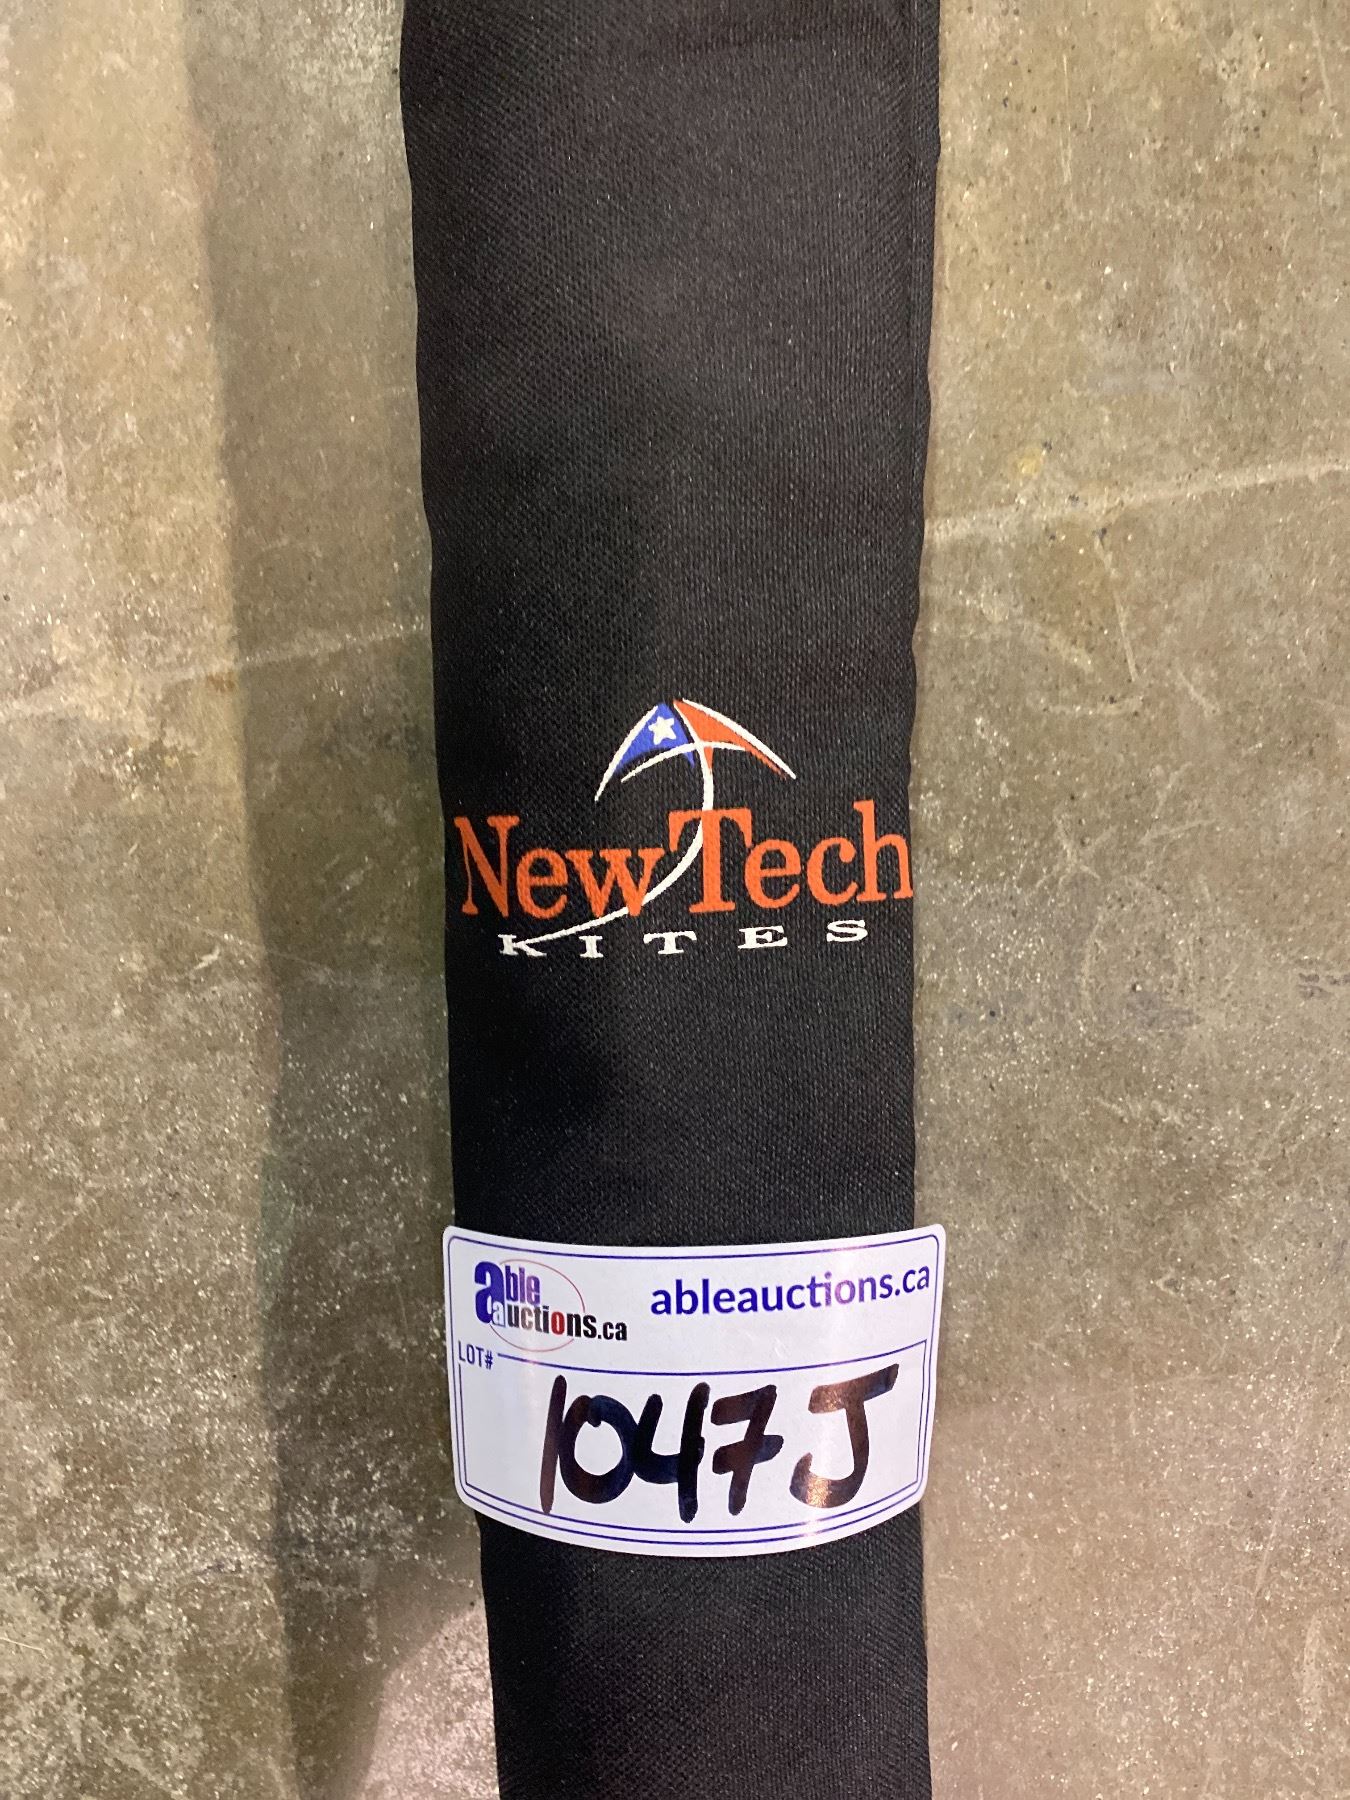 NewTech
KITES
able auctions.ca
ableauctions.ca
LOT#
1047J